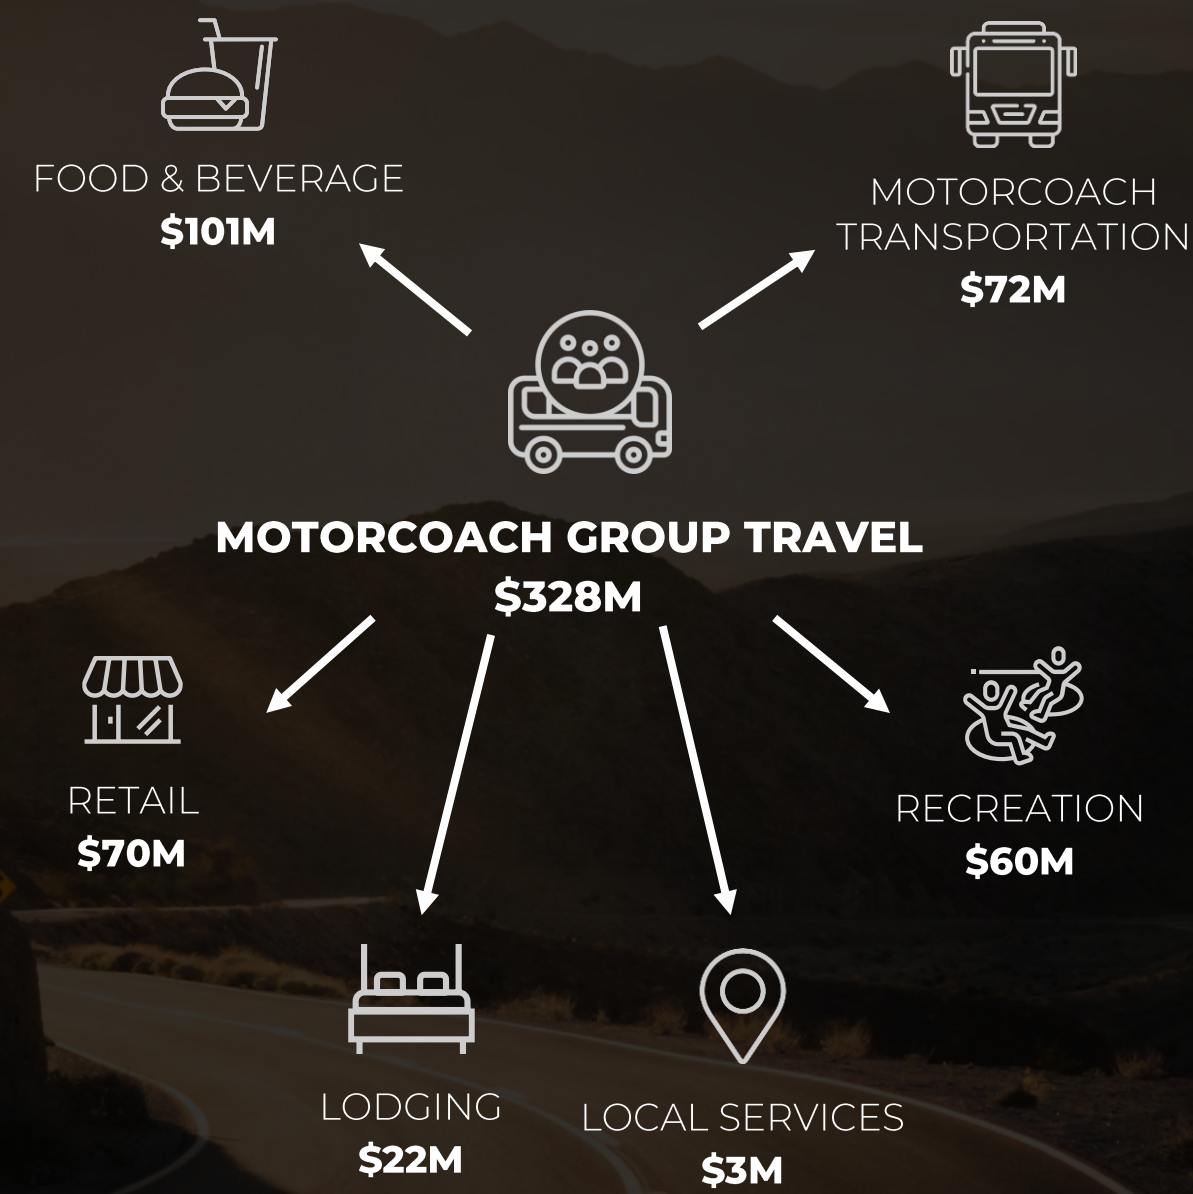 FOOD & BEVERAGE
$101M
MOTORCOACH
TRANSPORTATION
$72M
MOTORCOACH GROUP TRAVEL
$328M
RETAIL
$70M
RECREATION
$60M
LODGING
$22M
LOCAL SERVICES
$3M